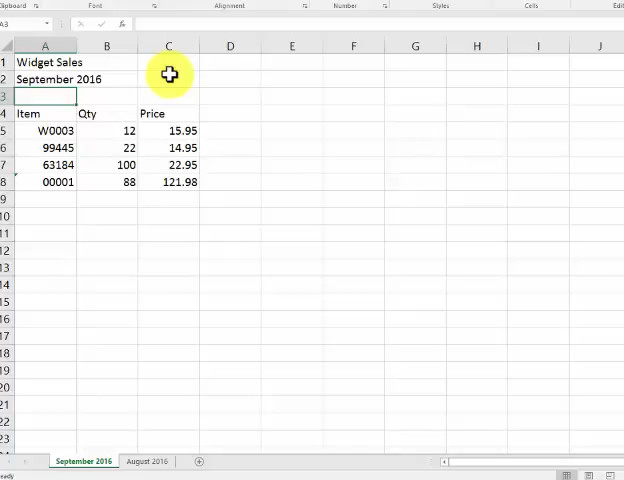 Clipboard Font Alignment Number Styles Cells
A3
A B C D E F G H I J
1 Widget Sales
2 September 2016
3
4 Item Qty Price
5 W0003 12 15.95
6 99445 22 14.95
7 63184 100 22.95
8 00001 88 121.98
9
10
11
12
13
14
15
16
17
18
19
20
21
22
23
September 2016 August 2016